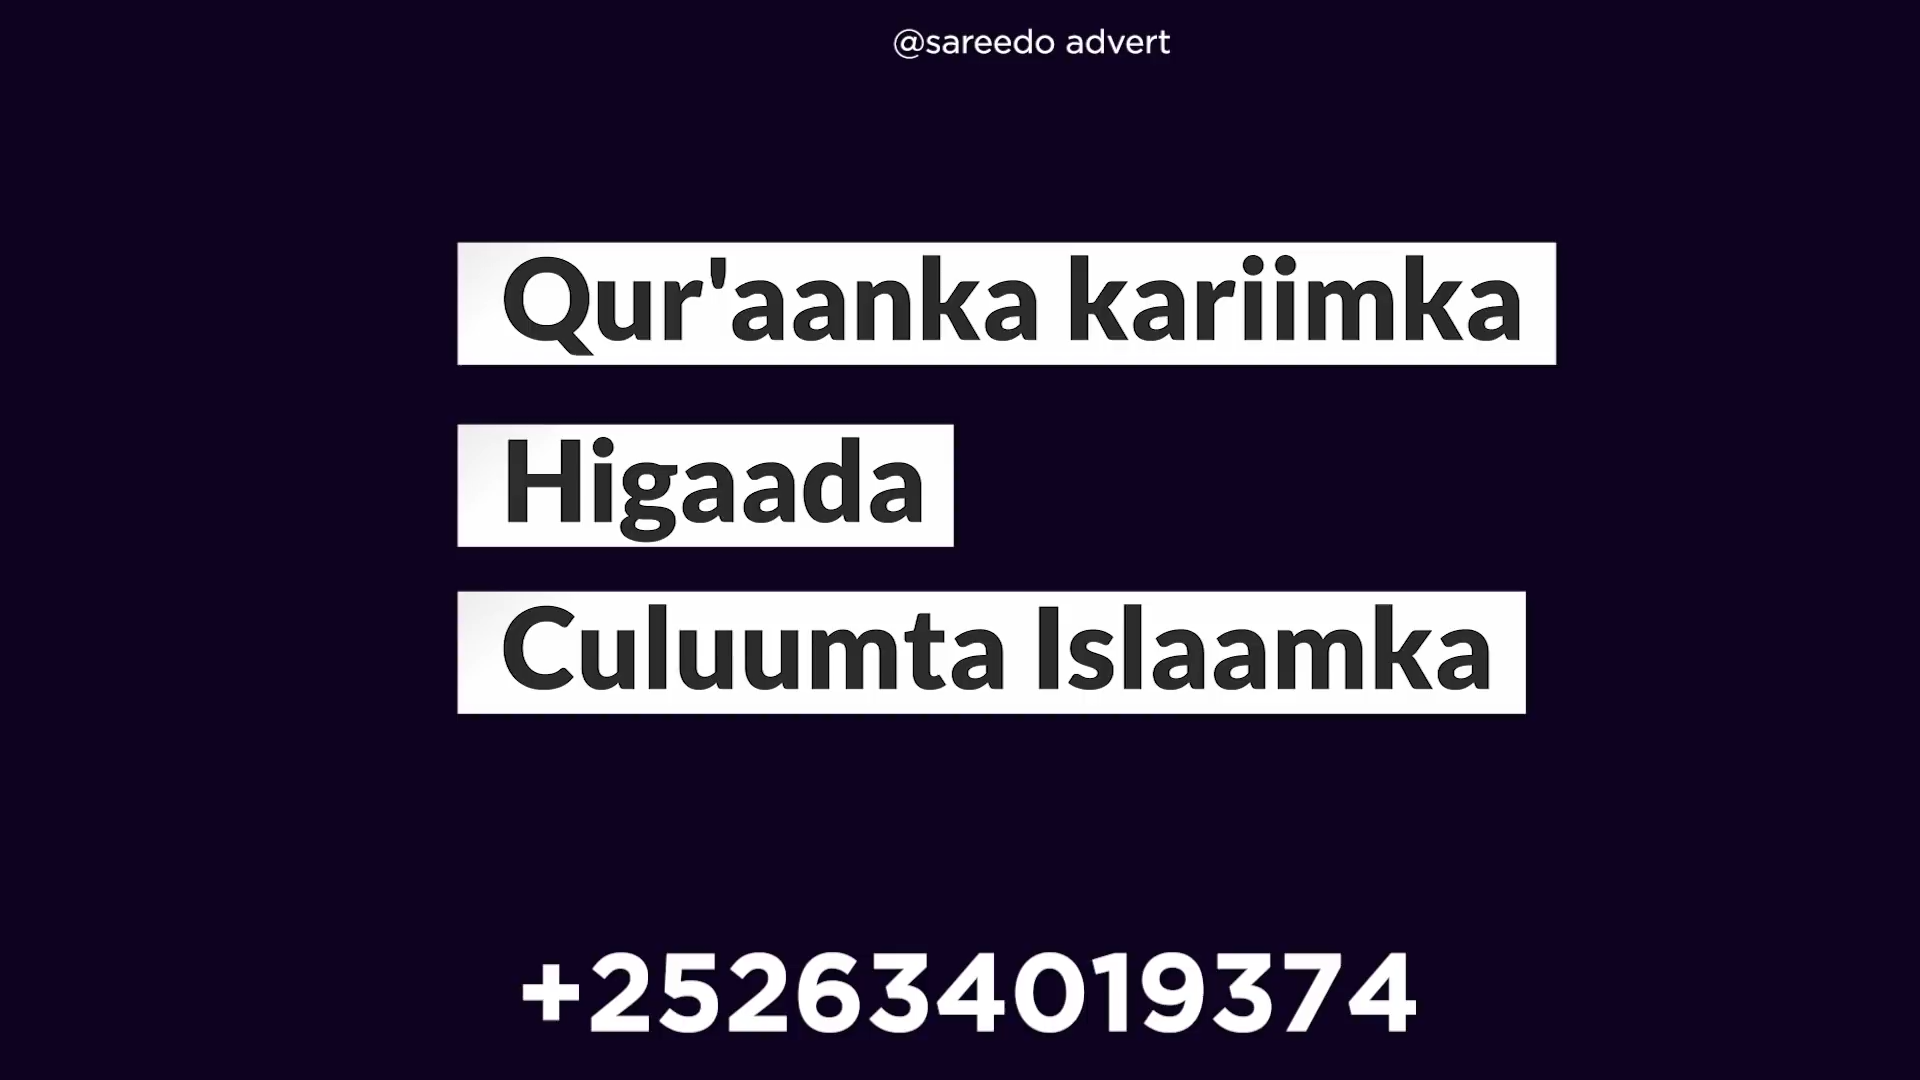 @sareedo advert
Qur'aanka kariimka
Higaada
Culuumta Islaamka
+252634019374